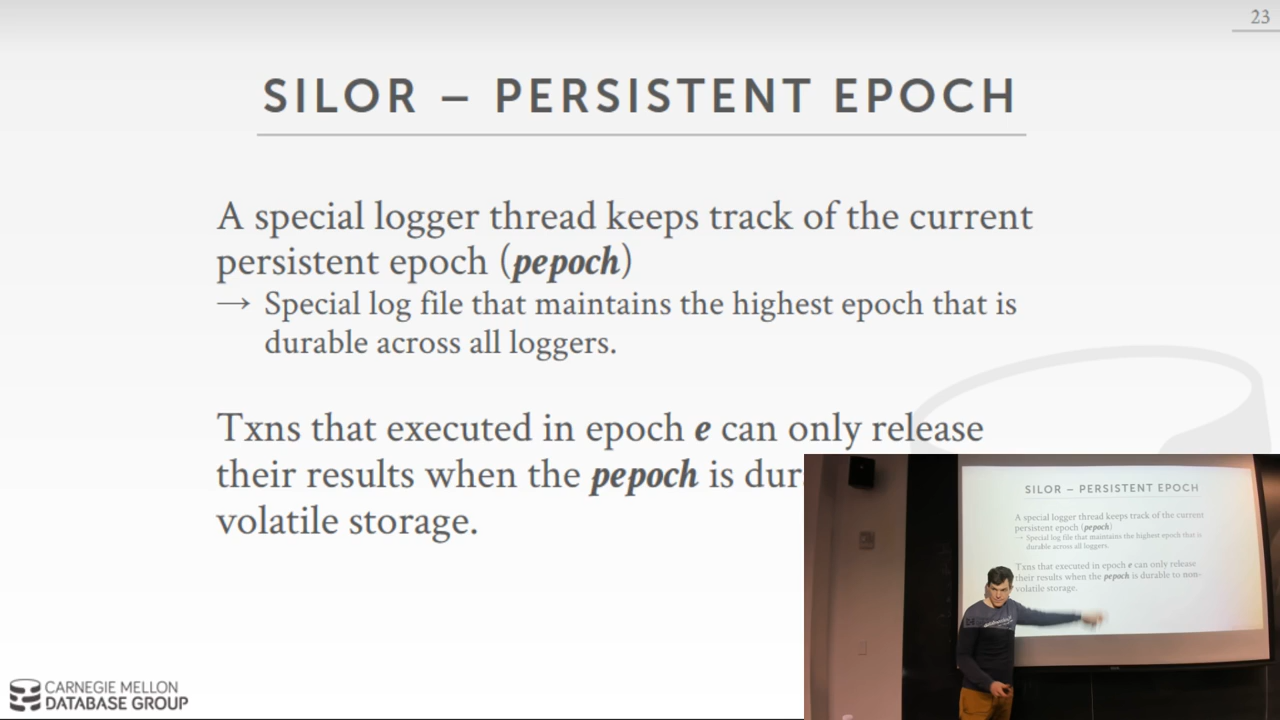 23
SILOR – PERSISTENT EPOCH
A special logger thread keeps track of the current
persistent epoch (pepoch)
→ Special log file that maintains the highest epoch that is
durable across all loggers.
Txns that executed in epoch e can only release
their results when the pepoch is dur
volatile storage.
SILOR – PERSISTENT EPOCH
A special logger thread keeps track of the current
persistent epoch (pepoch)
→ Special log file that maintains the highest epoch that is
durable across all loggers.
Txns that executed in epoch e can only release
their results when the pepoch is durable to non-
volatile storage.
CARNEGIE MELLON
DATABASE GROUP